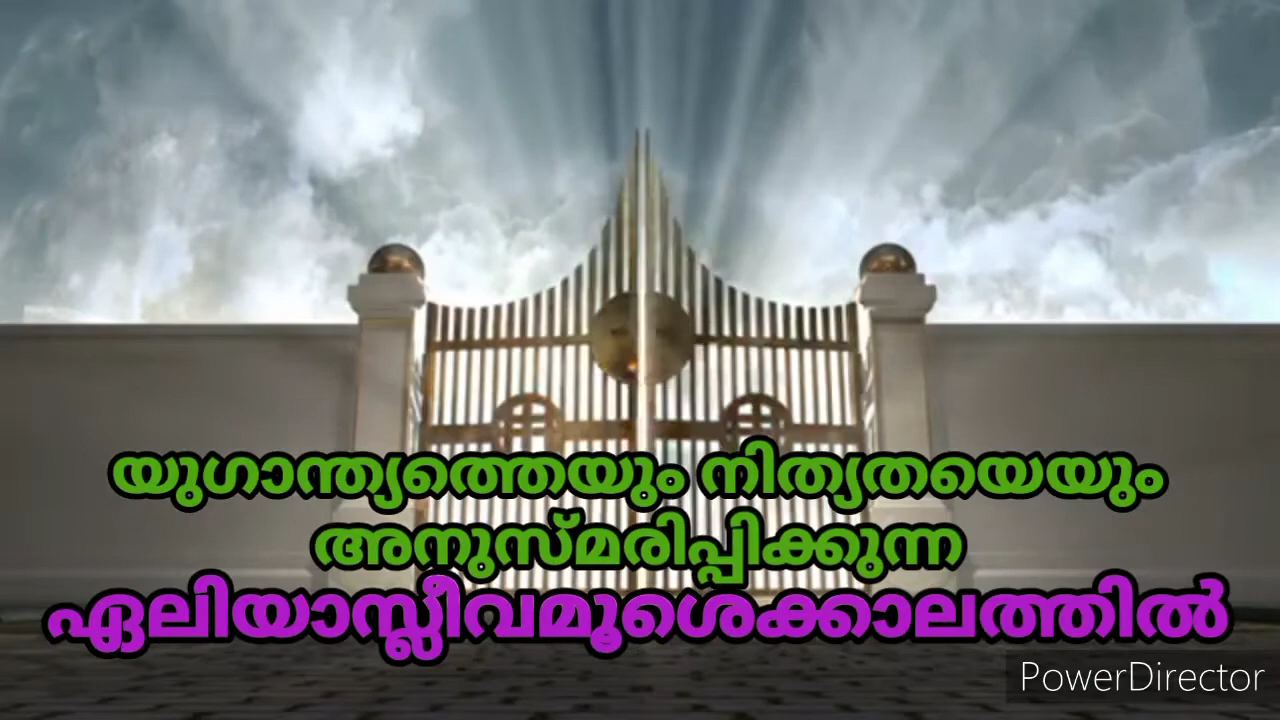 യുഗാന്ത്യത്തെയും നിത്യതയെയും
അനുസ്മരിപ്പിക്കുന്ന
ഏലിയാസ്ലീവമൂശെക്കാലത്തിൽ
PowerDirector